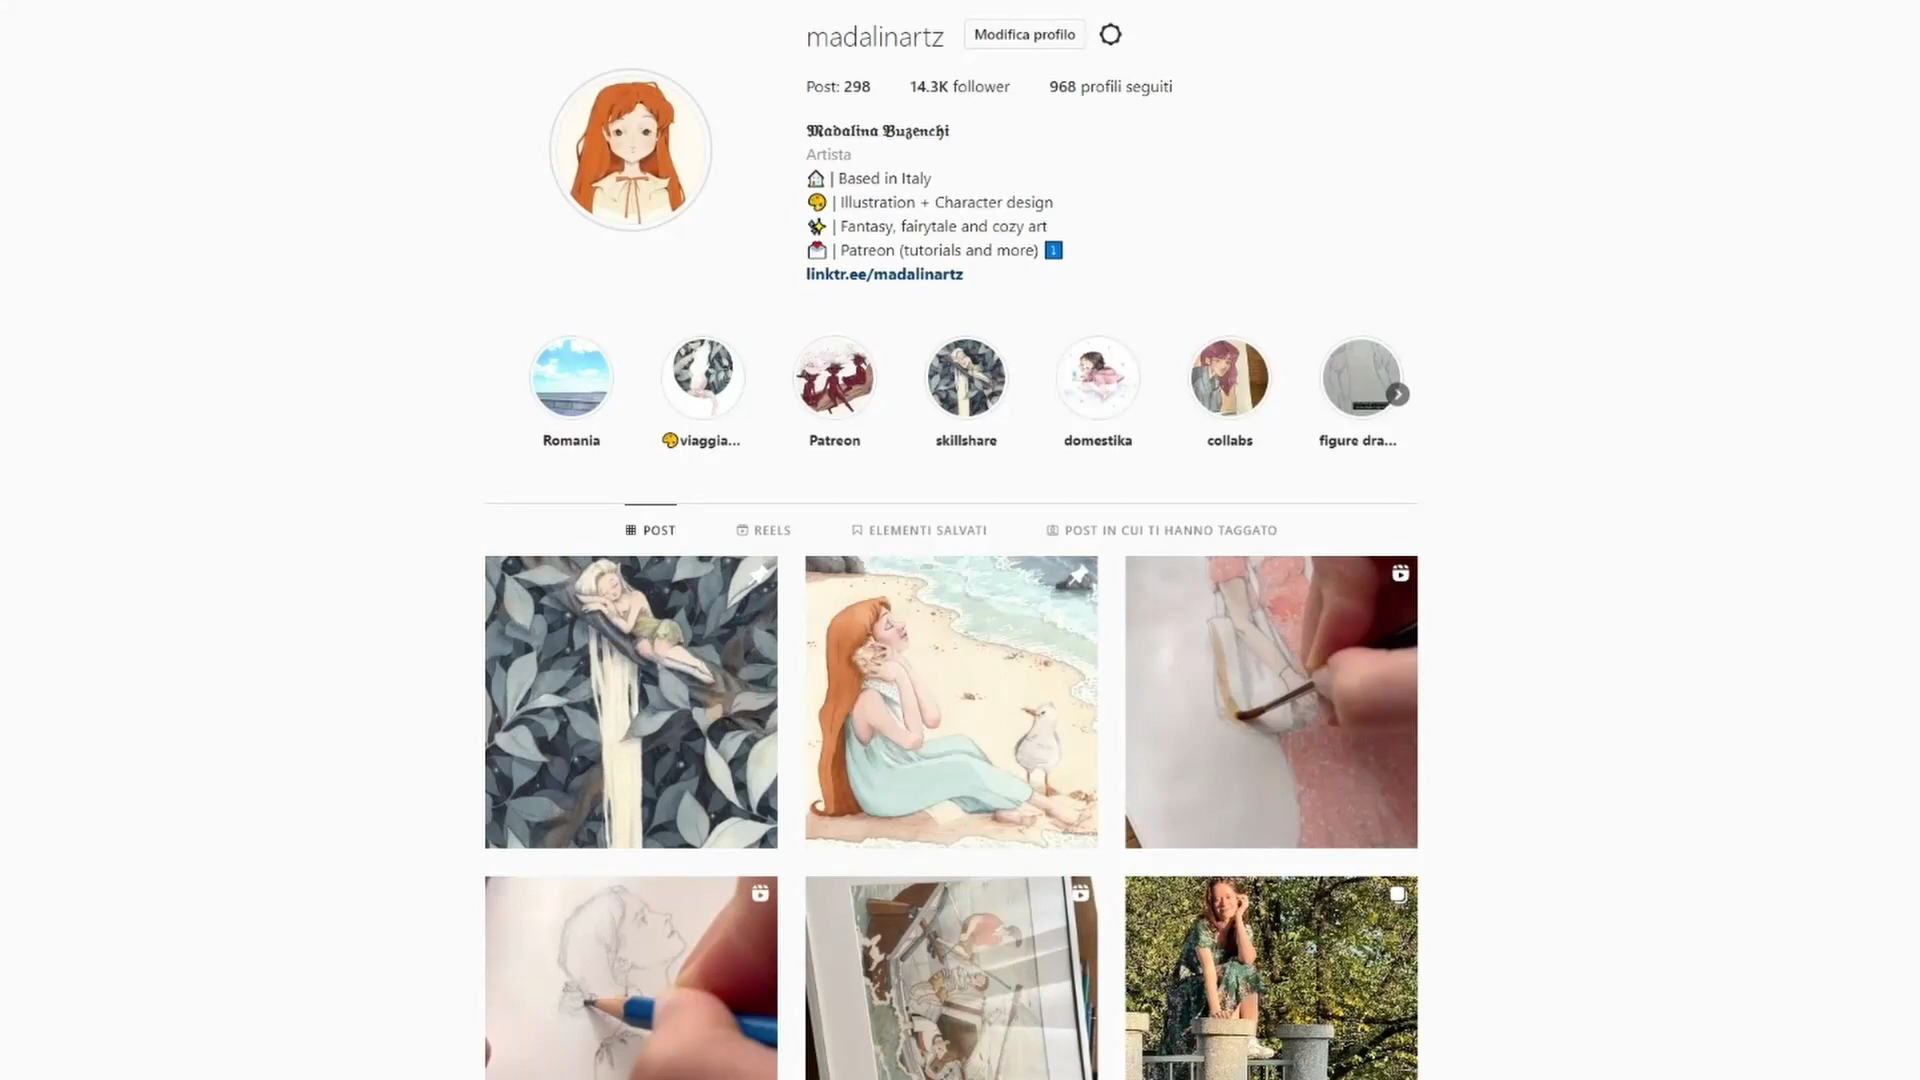 madalinartz Modifica profilo
Post: 298 14.3K follower 968 profili seguiti
𝕸𝖆𝖉𝖆𝖑𝖎𝖓𝖆 𝕭𝖚𝖟𝖊𝖓𝖈𝖍𝖎
Artista
🏠 | Based in Italy
🎨 | Illustration + Character design
✨ | Fantasy, fairytale and cozy art
💌 | Patreon (tutorials and more) ⤵️
linktr.ee/madalinartz
Romania 🎨viaggia... Patreon skillshare domestika collabs figure dra...
POST REELS ELEMENTI SALVATI POST IN CUI TI HANNO TAGGATO